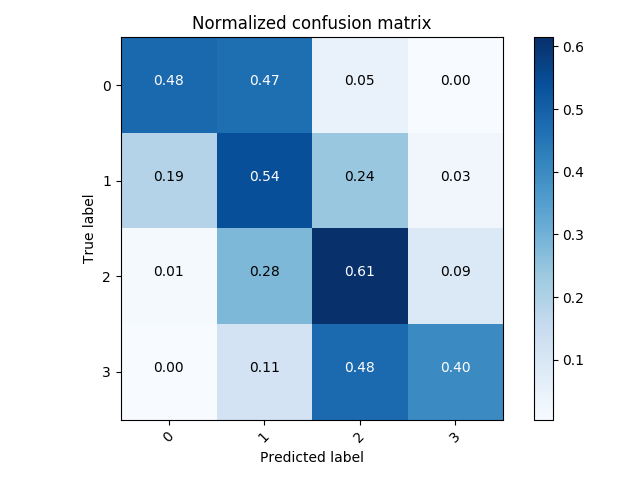 Normalized confusion matrix
0 0.48 0.47 0.05 0.00
1 0.19 0.54 0.24 0.03
2 0.01 0.28 0.61 0.09
3 0.00 0.11 0.48 0.40
0 1 2 3
True label
Predicted label
0.6
0.5
0.4
0.3
0.2
0.1